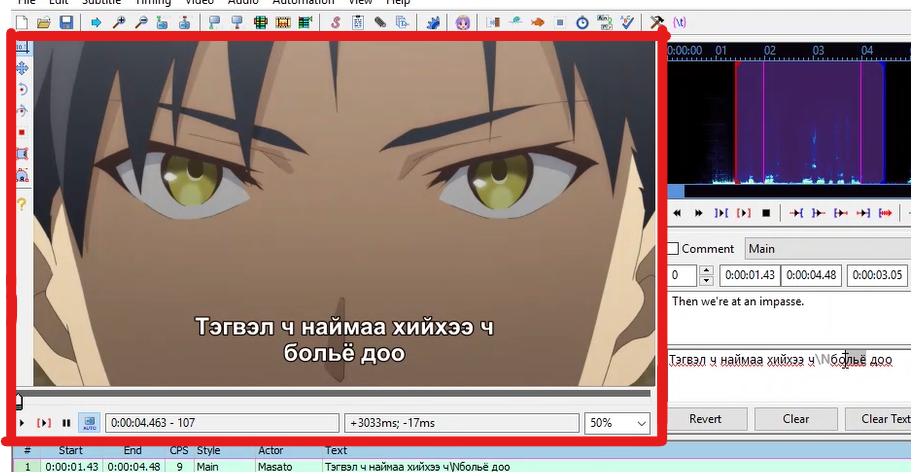 File Edit Subtitle Timing Video Audio Automation View Help
0:00:00 01 02 03 04
Тэгвэл ч наймаа хийхээ ч
больё доо
Comment Main
0 0:00:01.43 0:00:04.48 0:00:03.05
Then we're at an impasse.
Тэгвэл ч наймаа хийхээ ч\Nбольё доо
AUTO 0:00:04.463 - 107 +3033ms; -17ms 50%
Revert Clear Clear Text
# Start End CPS Style Actor Text
1 0:00:01.43 0:00:04.48 9 Main Masato Тэгвэл ч наймаа хийхээ ч\Nбольё доо